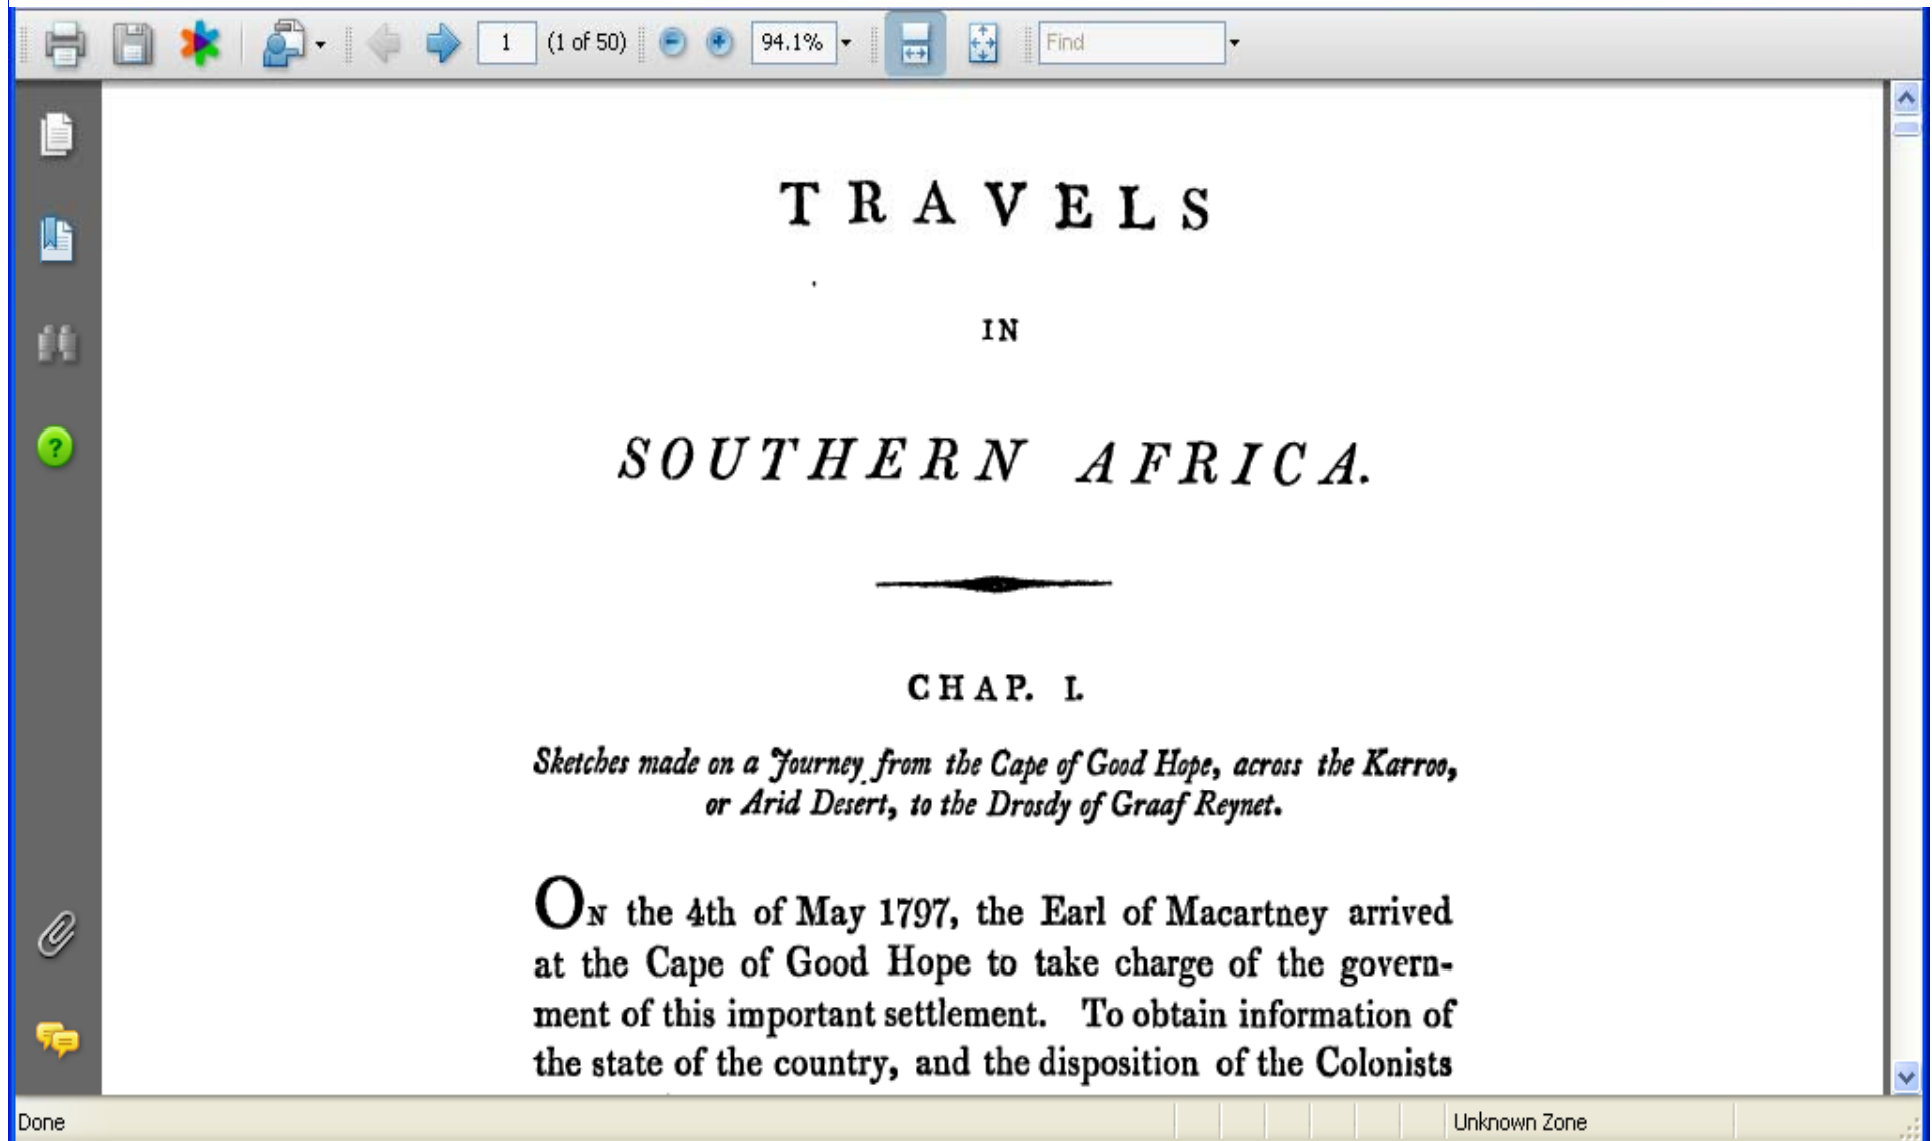 1 (1 of 50) 94.1% Find
TRAVELS
IN
SOUTHERN AFRICA.
CHAP. I.
Sketches made on a Journey from the Cape of Good Hope, across the Karroo,
or Arid Desert, to the Drosdy of Graaf Reynet.
ON the 4th of May 1797, the Earl of Macartney arrived
at the Cape of Good Hope to take charge of the govern-
ment of this important settlement. To obtain information of
the state of the country, and the disposition of the Colonists
Done Unknown Zone